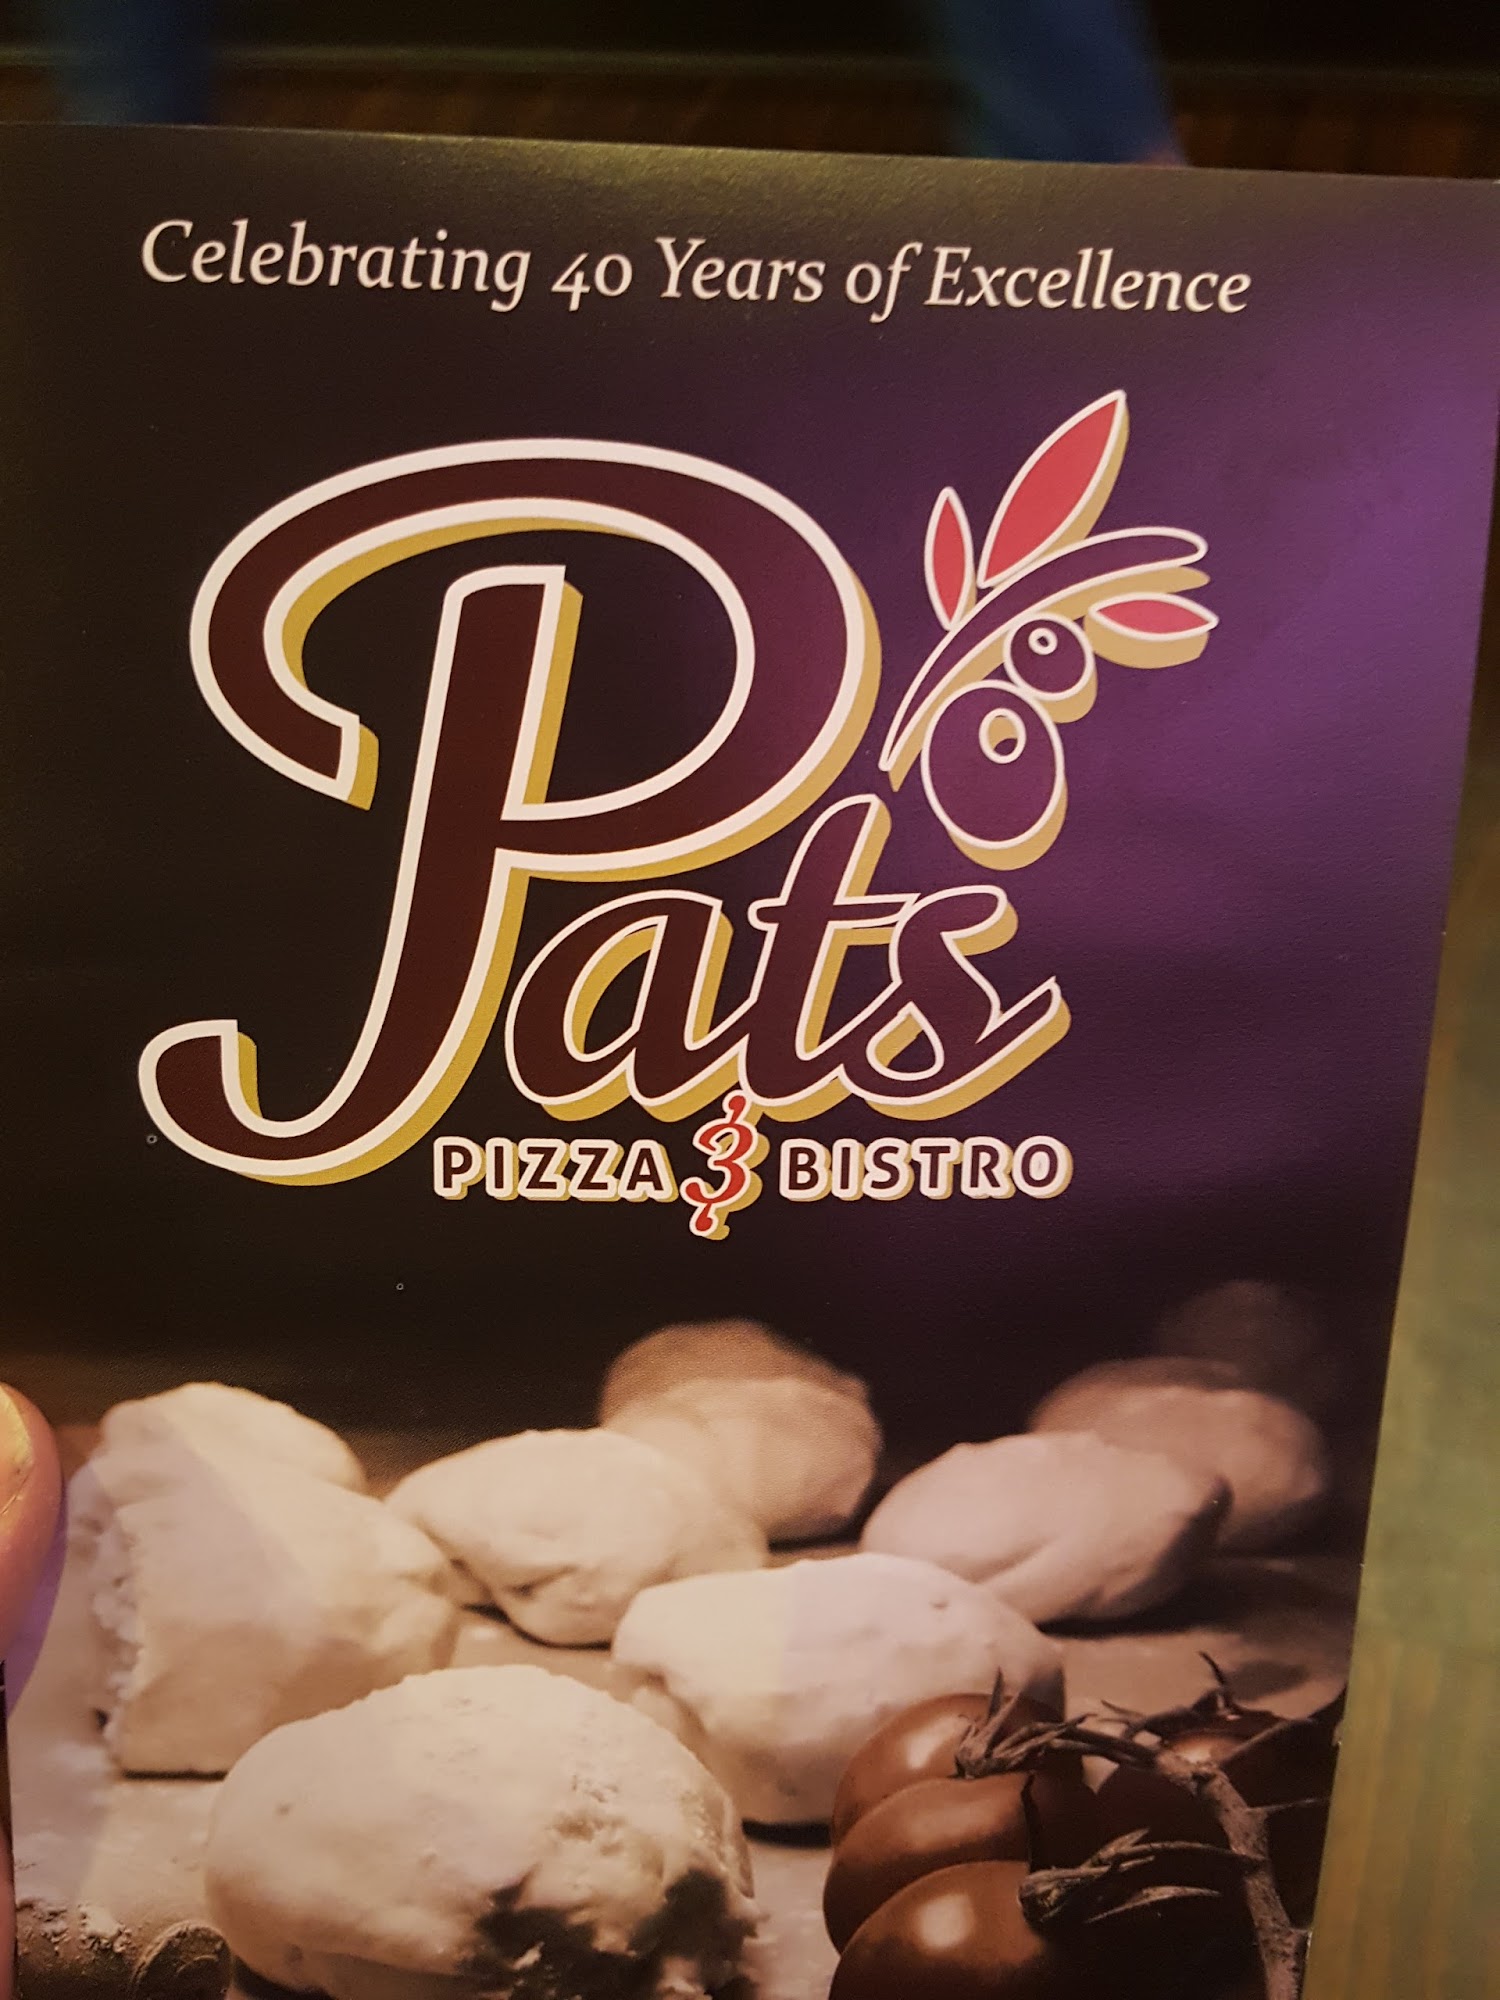 Celebrating 40 Years of Excellence
Pats
PIZZA & BISTRO